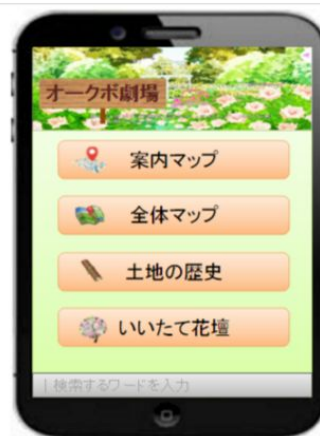 オークボ劇場
案内マップ
全体マップ
土地の歴史
いいたて花壇
検索するワードを入力